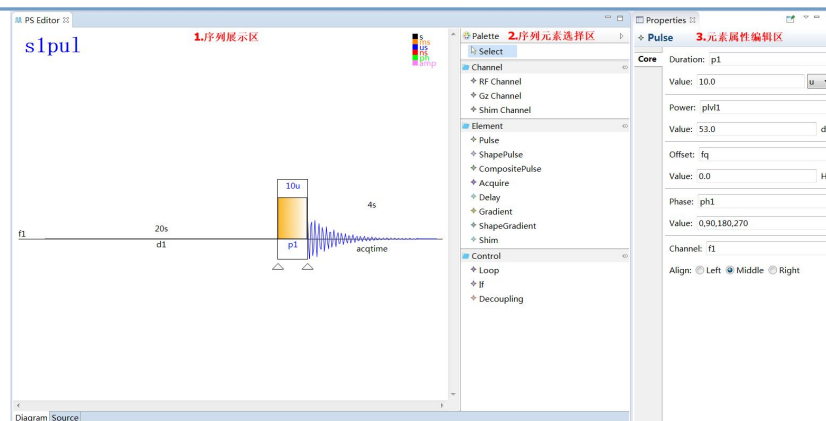 PS Editor
s1pul
1.序列展示区
s
ms
us
ns
ph
amp
10u
4s
f1
20s
d1
p1
acqtime
Diagram Source
Palette 2.序列元素选择区
Select
Channel
RF Channel
Gz Channel
Shim Channel
Element
Pulse
ShapePulse
CompositePulse
Acquire
Delay
Gradient
ShapeGradient
Shim
Control
Loop
If
Decoupling
Properties
Pulse 3.元素属性编辑区
Core
Duration: p1
Value: 10.0 u
Power: plvl1
Value: 53.0 d
Offset: fq
Value: 0.0 H
Phase: ph1
Value: 0,90,180,270
Channel: f1
Align: Left Middle Right